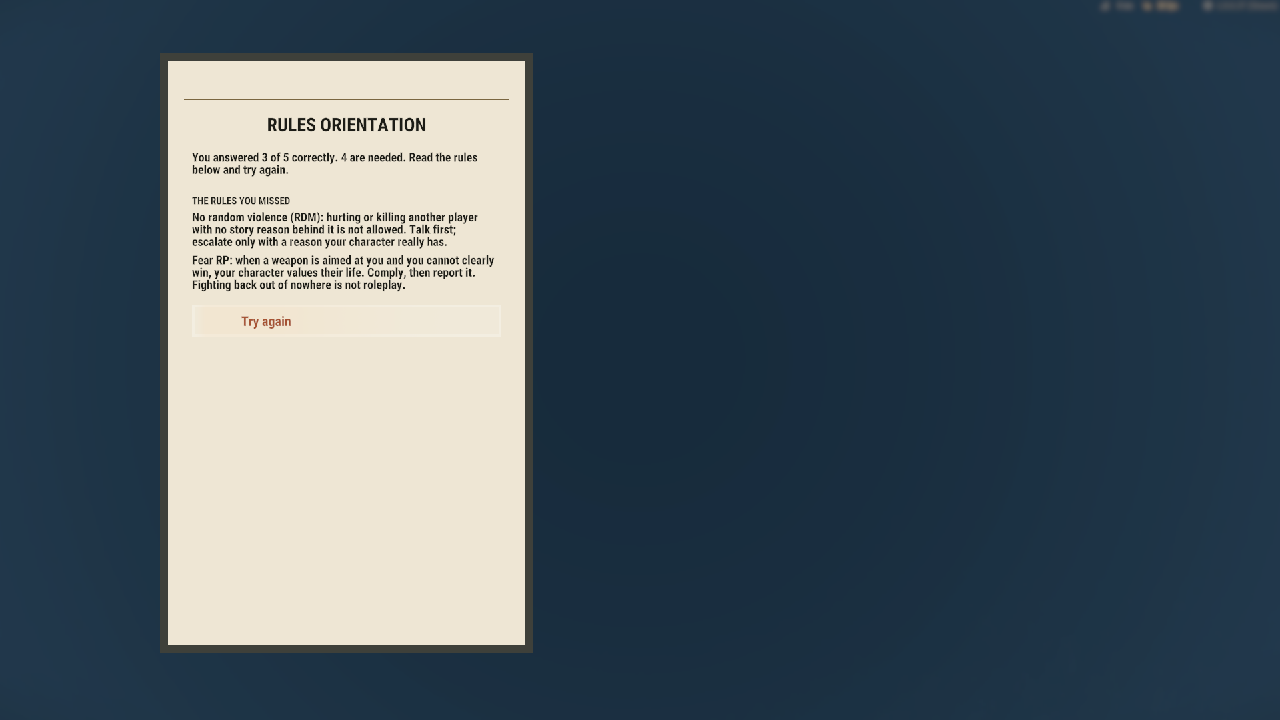 RULES ORIENTATION
You answered 3 of 5 correctly. 4 are needed. Read the rules
below and try again.
THE RULES YOU MISSED
No random violence (RDM): hurting or killing another player
with no story reason behind it is not allowed. Talk first;
escalate only with a reason your character really has.
Fear RP: when a weapon is aimed at you and you cannot clearly
win, your character values their life. Comply, then report it.
Fighting back out of nowhere is not roleplay.
Try again